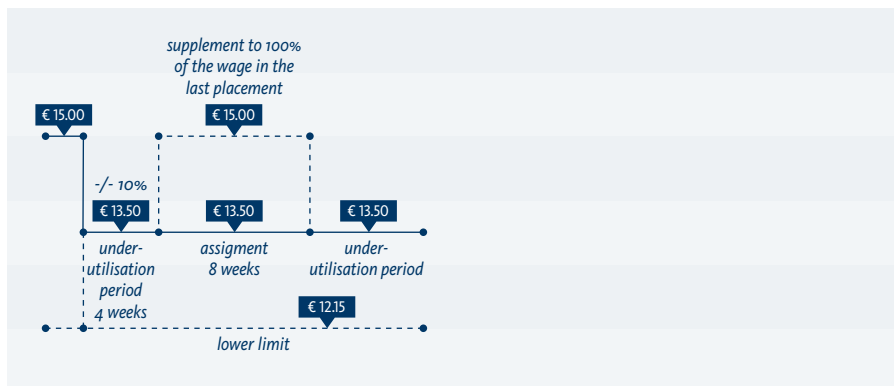 supplement to 100%
of the wage in the
last placement
€ 15.00
€ 15.00
-/- 10%
€ 13.50
€ 13.50
€ 13.50
under-
utilisation
period
4 weeks
assigment
8 weeks
under-
utilisation period
€ 12.15
lower limit